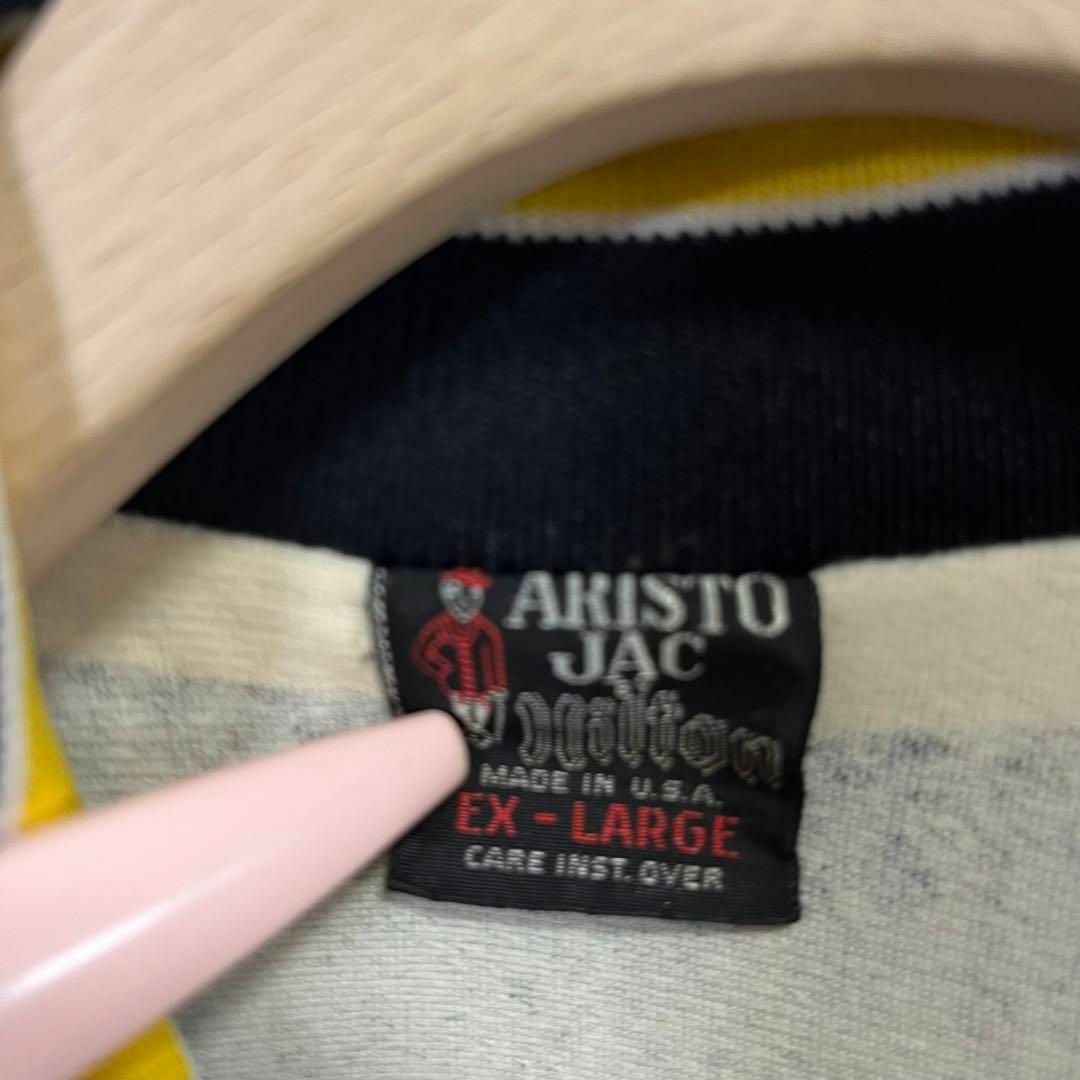 ARISTO
JAC
MADE IN U.S.A.
EX - LARGE
CARE INST. OVER